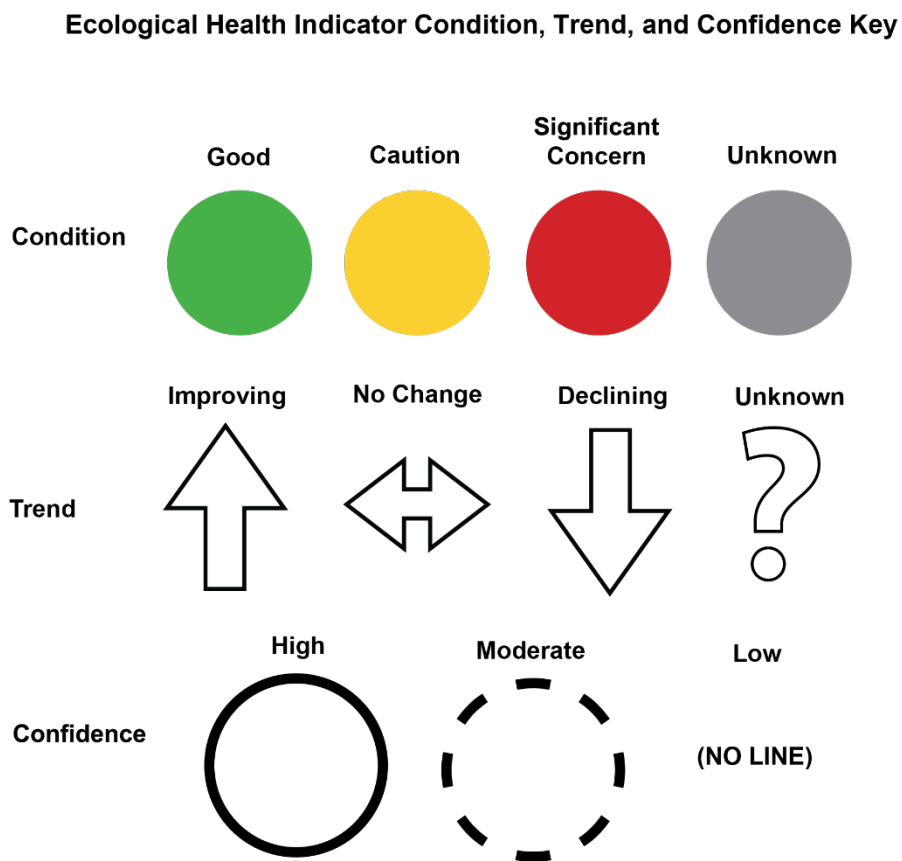 Ecological Health Indicator Condition, Trend, and Confidence Key
Good
Caution
Significant
Concern
Unknown
Condition
Improving
No Change
Declining
Unknown
Trend
?
High
Moderate
Low
Confidence
(NO LINE)